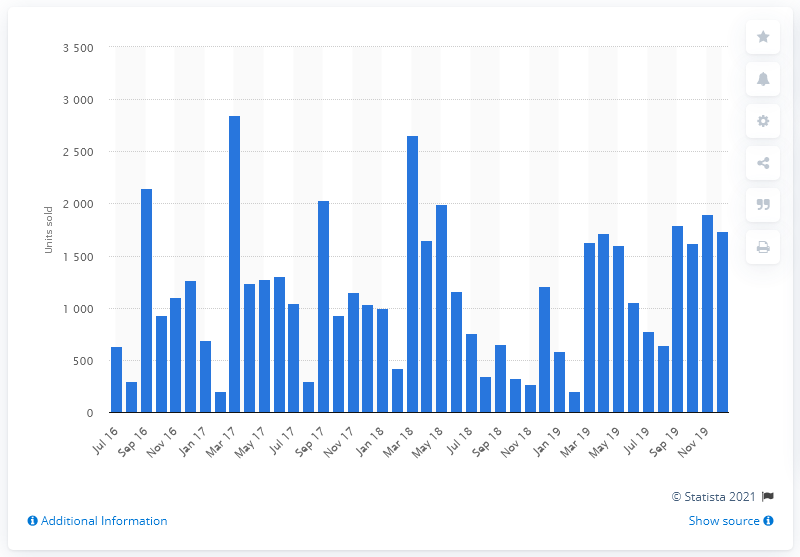 3 500
3 000
2 500
2 000
1 500
1 000
500
0
Units sold
Jul 16
Sep 16
Nov 16
Jan 17
Mar 17
May 17
Jul 17
Sep 17
Nov 17
Jan 18
Mar 18
May 18
Jul 18
Sep 18
Nov 18
Jan 19
Mar 19
May 19
Jul 19
Sep 19
Nov 19
© Statista 2021
Additional Information
Show source